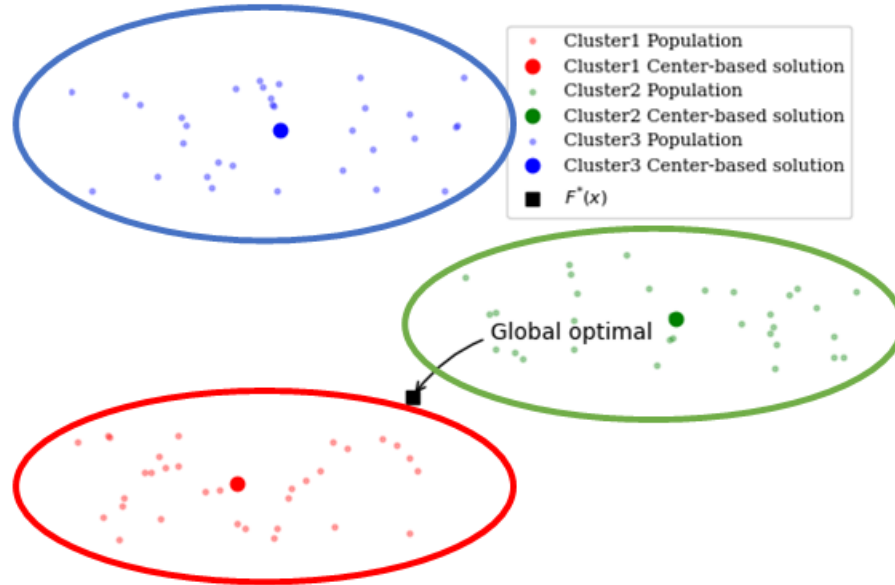 Cluster1 Population
Cluster1 Center-based solution
Cluster2 Population
Cluster2 Center-based solution
Cluster3 Population
Cluster3 Center-based solution
F*(x)
Global optimal